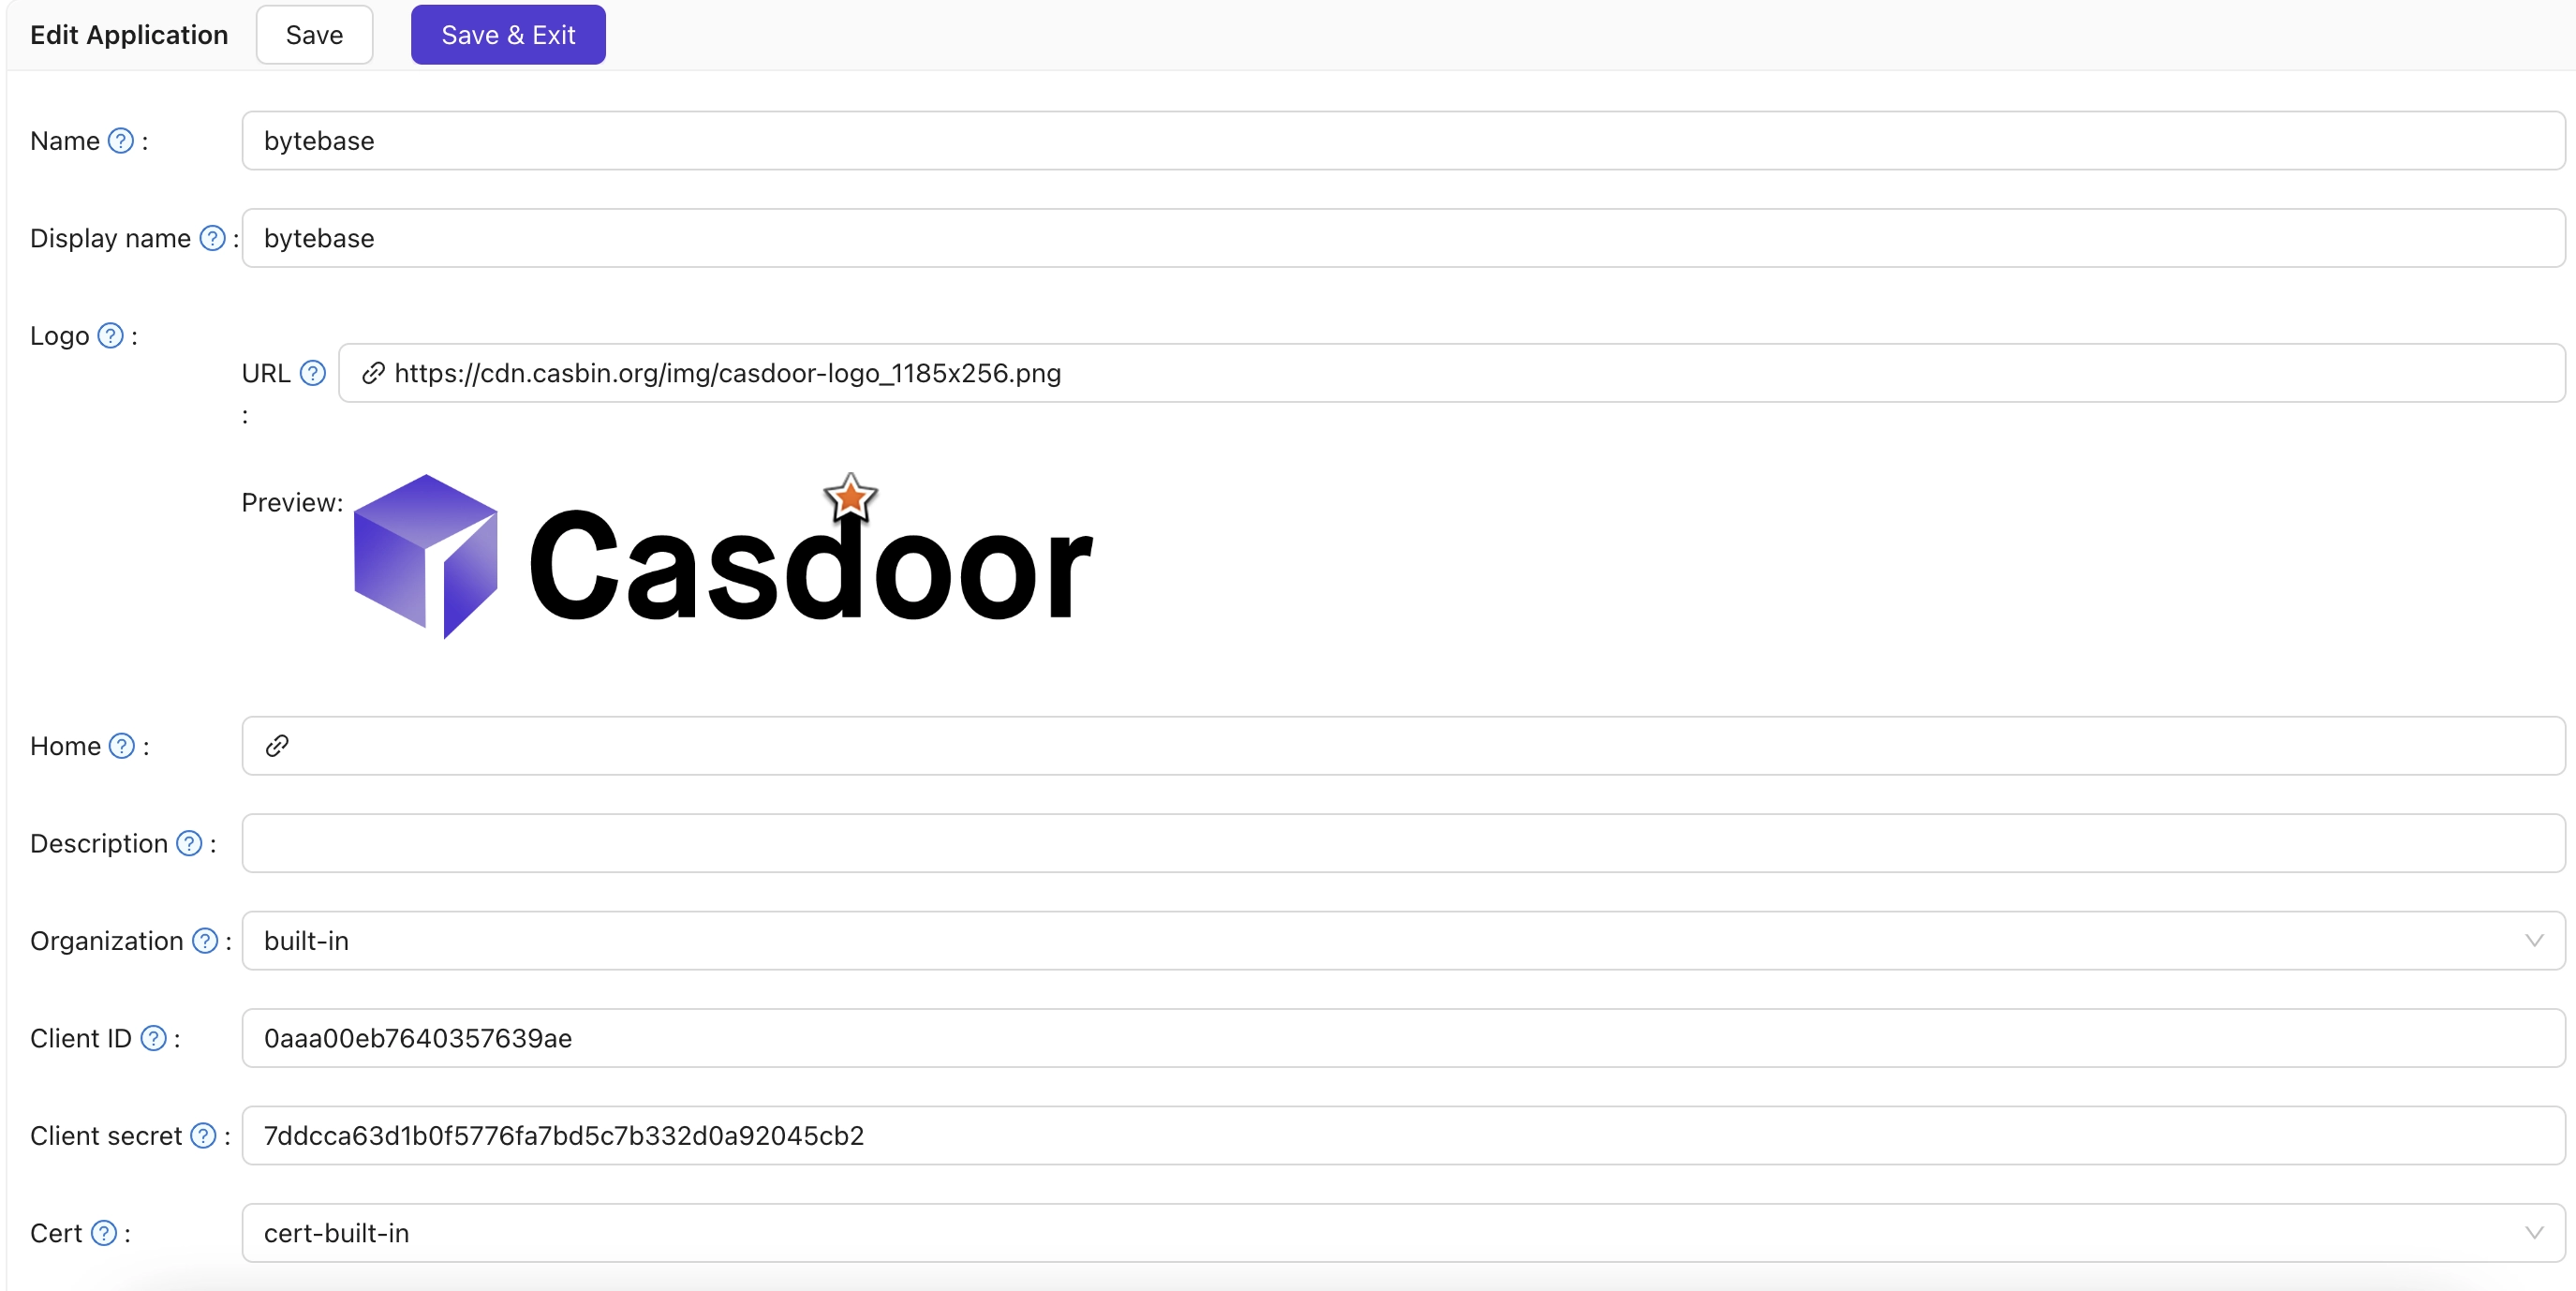 Edit Application Save Save & Exit
Name ? : bytebase
Display name ? : bytebase
Logo ? :
URL ? : https://cdn.casbin.org/img/casdoor-logo_1185x256.png
Preview: Casdoor
Home ? :
Description ? :
Organization ? : built-in
Client ID ? : 0aaa00eb7640357639ae
Client secret ? : 7ddcca63d1b0f5776fa7bd5c7b332d0a92045cb2
Cert ? : cert-built-in